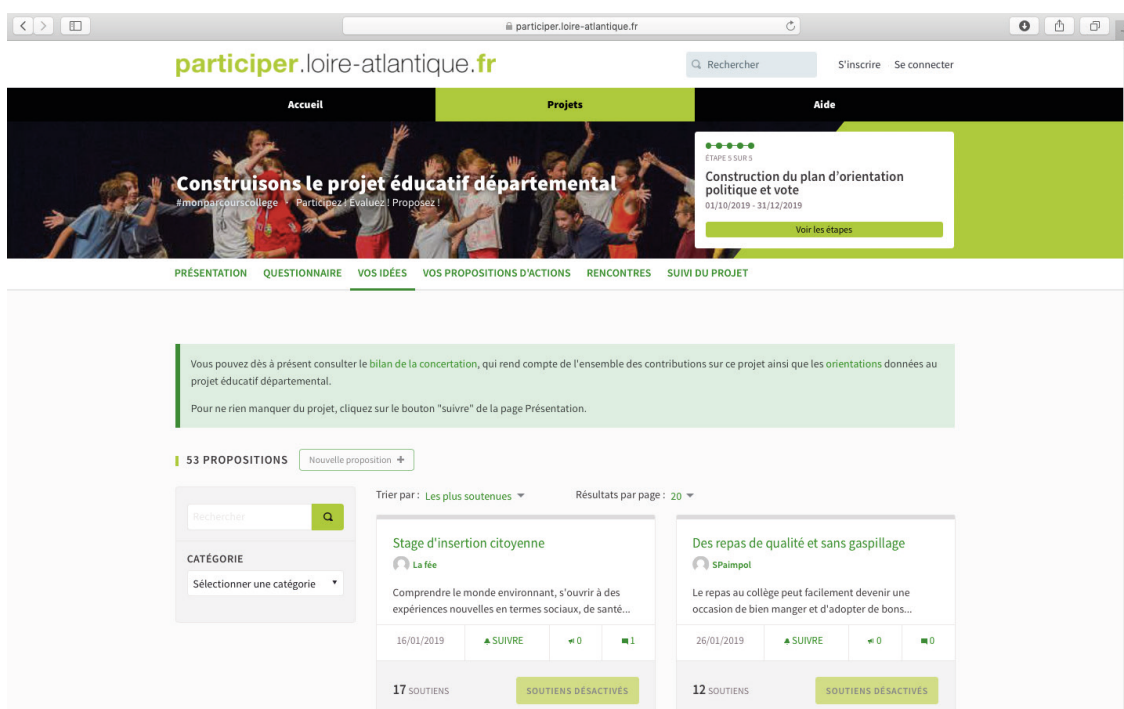 participer.loire-atlantique.fr
participer.loire-atlantique.fr
Rechercher
S'inscrire Se connecter
Accueil Projets Aide
Construisons le projet éducatif départemental
#monparcourscollege • Participez ! Évaluez ! Proposez !
ÉTAPE 5 SUR 5
Construction du plan d'orientation
politique et vote
01/10/2019 - 31/12/2019
Voir les étapes
PRÉSENTATION QUESTIONNAIRE VOS IDÉES VOS PROPOSITIONS D'ACTIONS RENCONTRES SUIVI DU PROJET
Vous pouvez dès à présent consulter le bilan de la concertation, qui rend compte de l'ensemble des contributions sur ce projet ainsi que les orientations données au
projet éducatif départemental.
Pour ne rien manquer du projet, cliquez sur le bouton "suivre" de la page Présentation.
53 PROPOSITIONS Nouvelle proposition +
Rechercher
CATÉGORIE
Sélectionner une catégorie
Trier par : Les plus soutenues Résultats par page : 20
Stage d'insertion citoyenne
La fée
Comprendre le monde environnant, s'ouvrir à des
expériences nouvelles en termes sociaux, de santé...
16/01/2019 SUIVRE 0 1
17 SOUTIENS SOUTIENS DÉSACTIVÉS
Des repas de qualité et sans gaspillage
SPaimpol
Le repas au collège peut facilement devenir une
occasion de bien manger et d'adopter de bons...
26/01/2019 SUIVRE 0 0
12 SOUTIENS SOUTIENS DÉSACTIVÉS